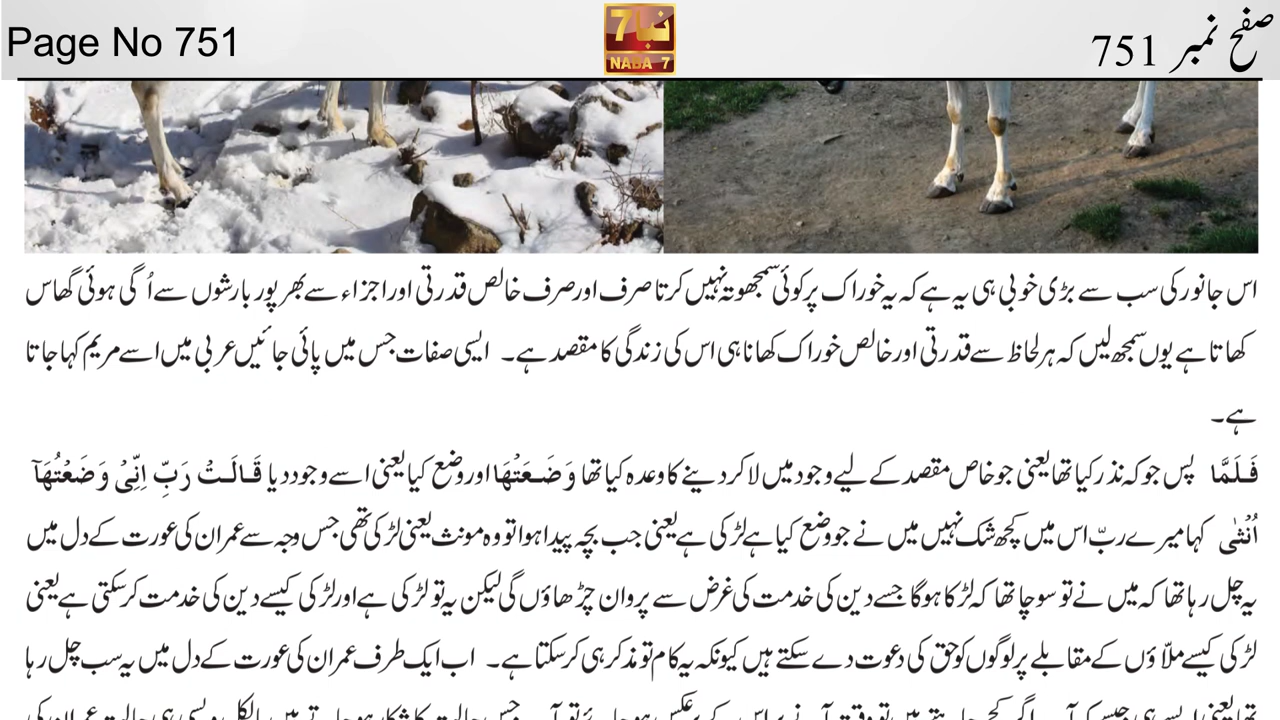 Page No 751
نبا 7
NABA 7
صفح نمبر 751
اس جانور کی سب سے بڑی خوبی ہی یہ ہے کہ یہ خوراک پر کوئی سمجھوتہ نہیں کرتا صرف اور صرف خالص قدرتی اور اجزاء سے بھرپور بارشوں سے اُگی ہوئی گھاس
کھاتا ہے یوں سمجھ لیں کہ ہر لحاظ سے قدرتی اور خالص خوراک کھانا ہی اس کی زندگی کا مقصد ہے۔ ایسی صفات جس میں پائی جائیں عربی میں اسے مریم کہا جاتا
ہے۔
فَلَمَّا پس جو کہ نذر کیا تھا یعنی جو خاص مقصد کے لیے وجود میں لا کر دینے کا وعدہ کیا تھا وَضَعَتْهَا اور وضع کیا یعنی اسے وجود دیا قَالَتْ رَبِّ اِنِّیْ وَضَعْتُهَآ
اُنْثٰی کہا میرے ربّ اس میں کچھ شک نہیں میں نے جو وضع کیا ہے لڑکی ہے یعنی جب بچہ پیدا ہوا تو وہ مونث یعنی لڑکی تھی جس وجہ سے عمران کی عورت کے دل میں
یہ چل رہا تھا کہ میں نے تو سوچا تھا کہ لڑکا ہوگا جسے دین کی خدمت کی غرض سے پروان چڑھاؤں گی لیکن یہ تو لڑکی ہے اور لڑکی کیسے دین کی خدمت کر سکتی ہے یعنی
لڑکی کیسے ملّاؤں کے مقابلے پر لوگوں کو حق کی دعوت دے سکتے ہیں کیونکہ یہ کام تو مذکر ہی کر سکتا ہے۔ اب ایک طرف عمران کی عورت کے دل میں یہ سب چل رہا